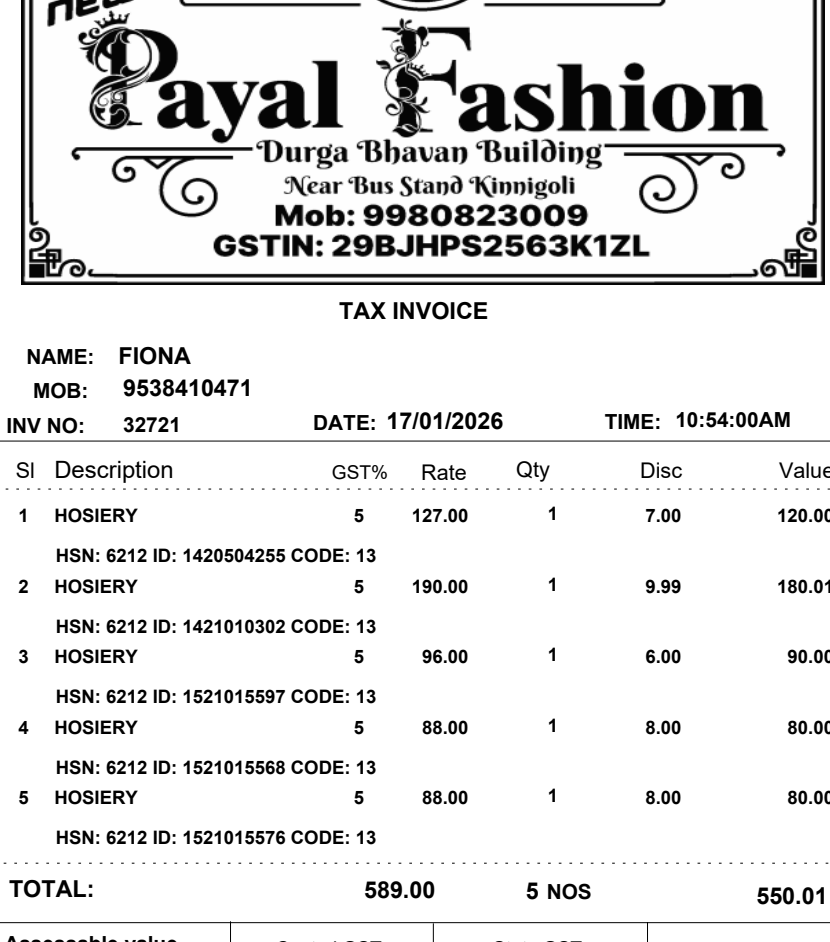 new
Payal Fashion
Durga Bhavan Building
Near Bus Stand Kinnigoli
Mob: 9980823009
GSTIN: 29BJHPS2563K1ZL
TAX INVOICE
NAME: FIONA
MOB: 9538410471
INV NO: 32721 DATE: 17/01/2026 TIME: 10:54:00AM
Sl Description GST% Rate Qty Disc Value
1 HOSIERY 5 127.00 1 7.00 120.00
HSN: 6212 ID: 1420504255 CODE: 13
2 HOSIERY 5 190.00 1 9.99 180.01
HSN: 6212 ID: 1421010302 CODE: 13
3 HOSIERY 5 96.00 1 6.00 90.00
HSN: 6212 ID: 1521015597 CODE: 13
4 HOSIERY 5 88.00 1 8.00 80.00
HSN: 6212 ID: 1521015568 CODE: 13
5 HOSIERY 5 88.00 1 8.00 80.00
HSN: 6212 ID: 1521015576 CODE: 13
TOTAL: 589.00 5 NOS 550.01
Assessable value